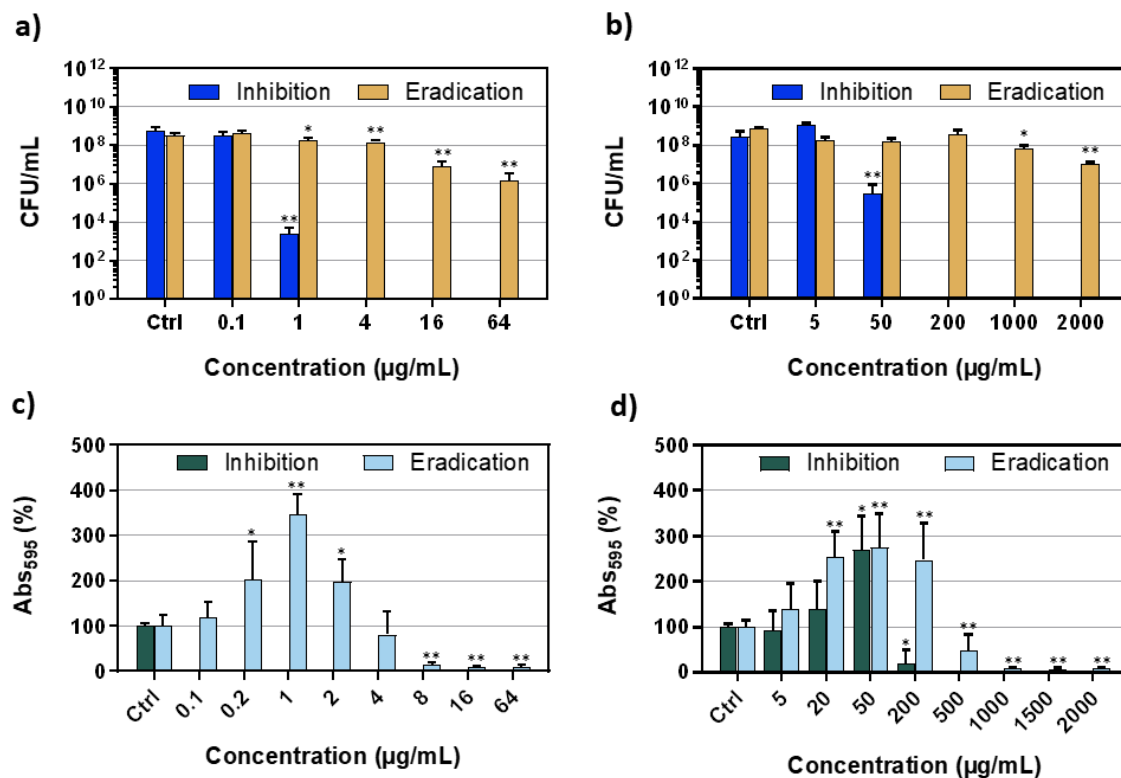 a)
10¹²
Inhibition Eradication
10¹⁰
10⁸
10⁶
10⁴
10²
10⁰
CFU/mL
* ** ** ** **
Ctrl 0.1 1 4 16 64
Concentration (µg/mL)
b)
10¹²
Inhibition Eradication
10¹⁰
10⁸
10⁶
10⁴
10²
10⁰
CFU/mL
** * **
Ctrl 5 50 200 1000 2000
Concentration (µg/mL)
c)
500
Inhibition Eradication
400
300
200
100
0
Abs₅₉₅ (%)
* ** * ** ** **
Ctrl 0.1 0.2 1 2 4 8 16 64
Concentration (µg/mL)
d)
500
Inhibition Eradication
400
300
200
100
0
Abs₅₉₅ (%)
** * ** * ** ** ** ** **
Ctrl 5 20 50 200 500 1000 1500 2000
Concentration (µg/mL)